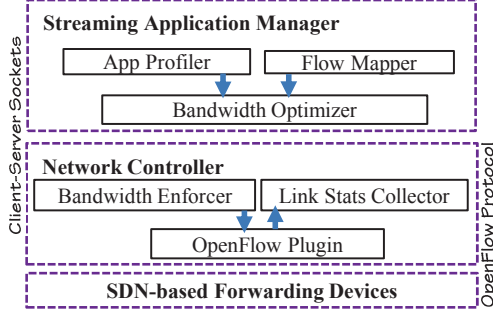 Streaming Application Manager
App Profiler
Flow Mapper
Bandwidth Optimizer
Client-Server Sockets
Network Controller
Bandwidth Enforcer
Link Stats Collector
OpenFlow Plugin
OpenFlow Protocol
SDN-based Forwarding Devices